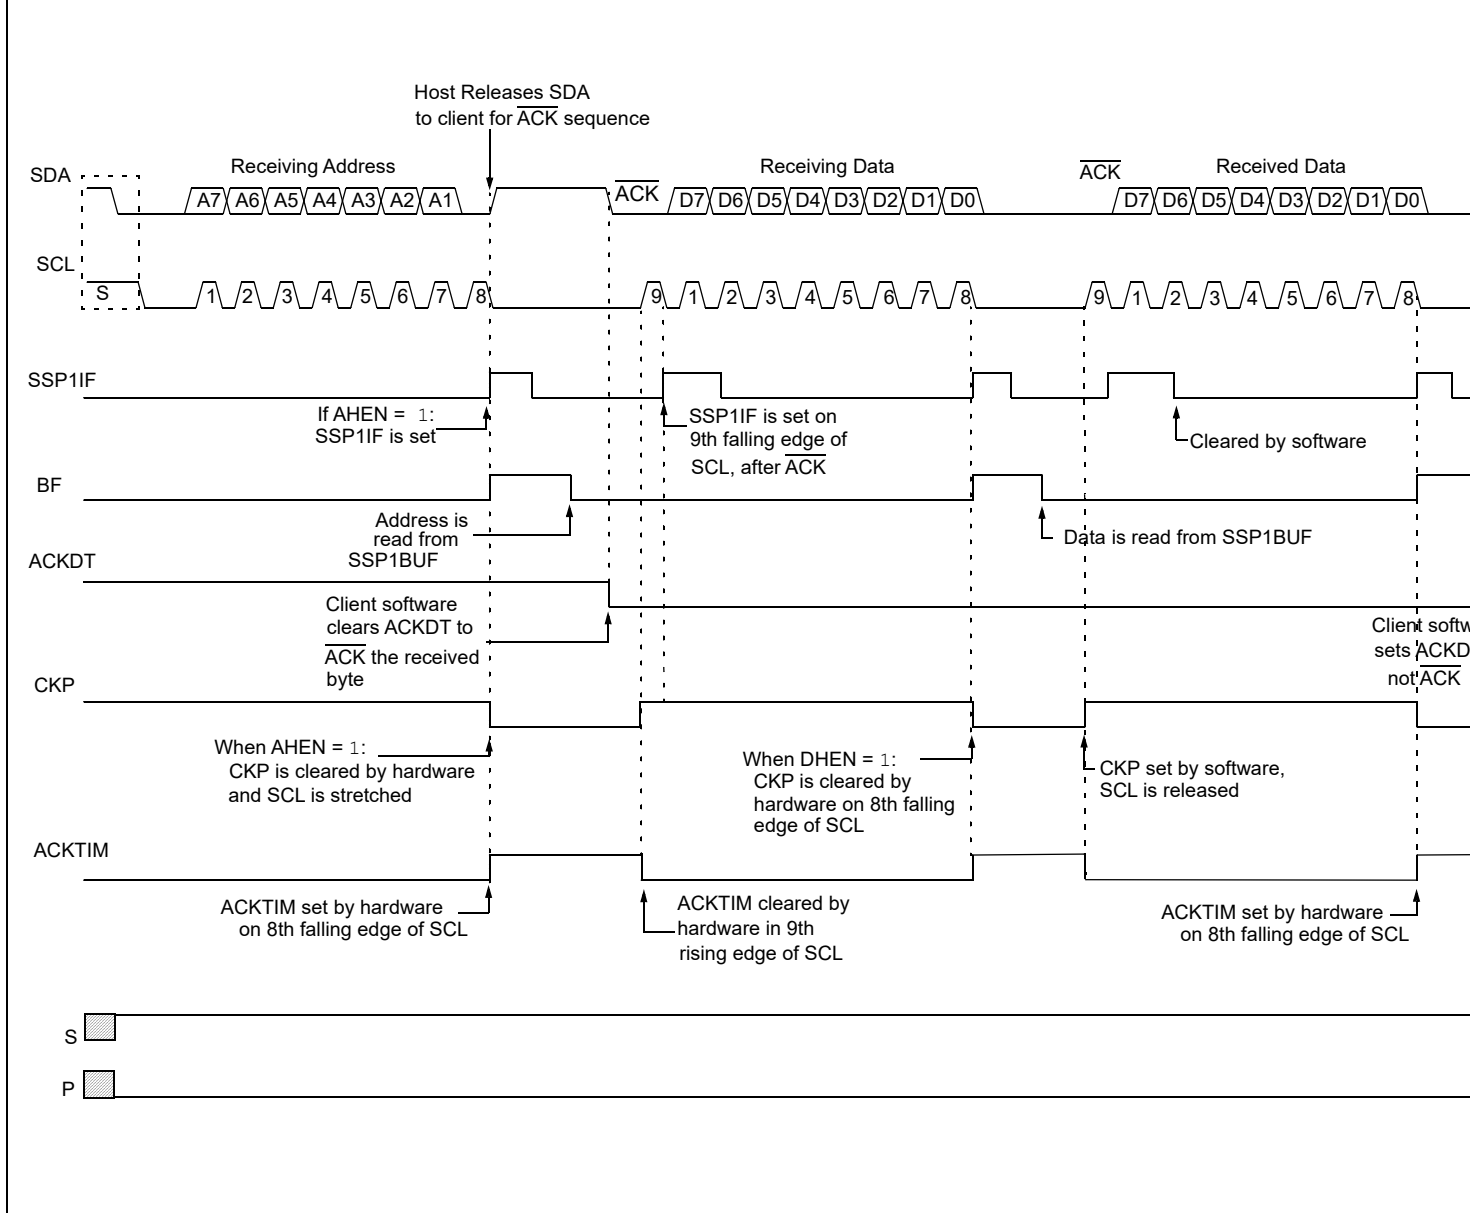 Host Releases SDA
to client for ACK sequence
SDA
Receiving Address
ACK
Receiving Data
ACK
Received Data
A7 A6 A5 A4 A3 A2 A1
D7 D6 D5 D4 D3 D2 D1 D0
D7 D6 D5 D4 D3 D2 D1 D0
SCL
S
1 2 3 4 5 6 7 8
9 1 2 3 4 5 6 7 8
9 1 2 3 4 5 6 7 8
SSP1IF
If AHEN = 1:
SSP1IF is set
SSP1IF is set on
9th falling edge of
SCL, after ACK
Cleared by software
BF
Address is
read from
SSP1BUF
Data is read from SSP1BUF
ACKDT
Client software
clears ACKDT to
ACK the received
byte
Client softw
sets ACKD
not ACK
CKP
When AHEN = 1:
CKP is cleared by hardware
and SCL is stretched
When DHEN = 1:
CKP is cleared by
hardware on 8th falling
edge of SCL
CKP set by software,
SCL is released
ACKTIM
ACKTIM set by hardware
on 8th falling edge of SCL
ACKTIM cleared by
hardware in 9th
rising edge of SCL
ACKTIM set by hardware
on 8th falling edge of SCL
S
P